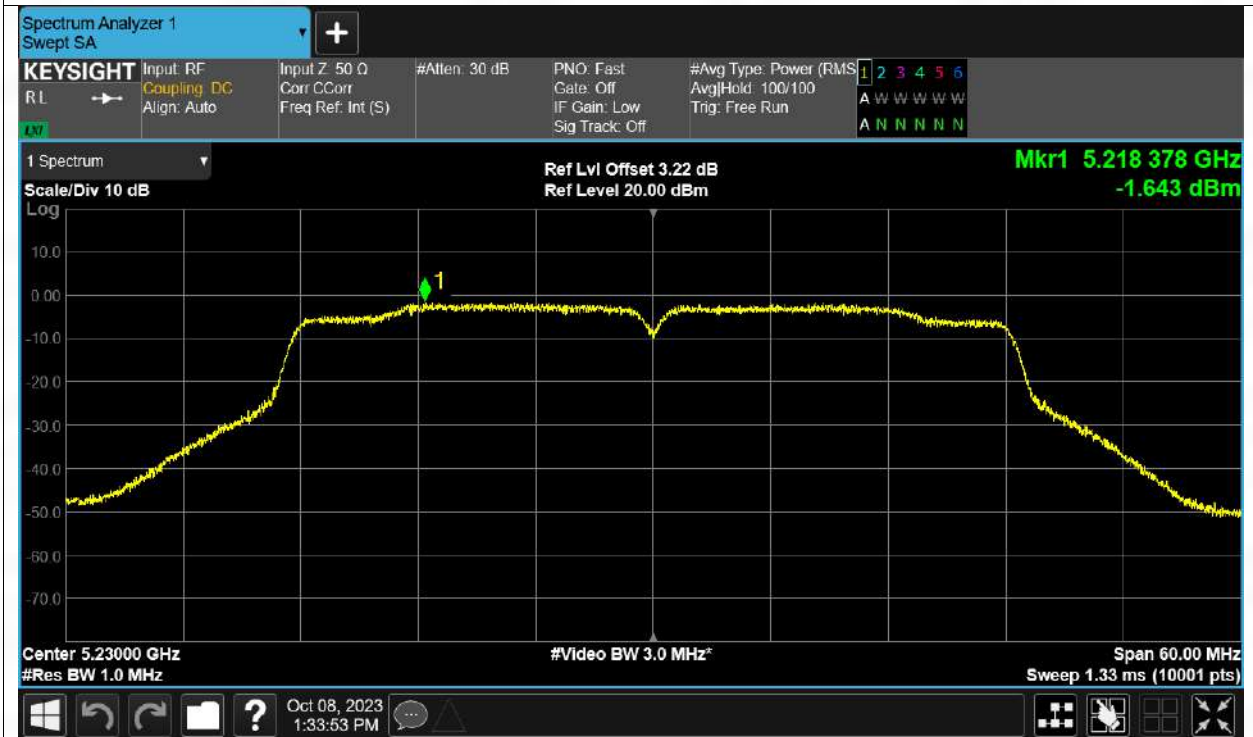 Spectrum Analyzer 1
Swept SA
+
KEYSIGHT
RL
LXI
Input: RF
Coupling: DC
Align: Auto
Input Z: 50 Ω
Corr CCorr
Freq Ref: Int (S)
#Atten: 30 dB
PNO: Fast
Gate: Off
IF Gain: Low
Sig Track: Off
#Avg Type: Power (RMS
Avg|Hold: 100/100
Trig: Free Run
1 2 3 4 5 6
A W W W W W
A N N N N N
1 Spectrum
Scale/Div 10 dB
Log
Ref Lvl Offset 3.22 dB
Ref Level 20.00 dBm
Mkr1 5.218 378 GHz
-1.643 dBm
10.0
0.00
-10.0
-20.0
-30.0
-40.0
-50.0
-60.0
-70.0
1
Center 5.23000 GHz
#Res BW 1.0 MHz
#Video BW 3.0 MHz*
Span 60.00 MHz
Sweep 1.33 ms (10001 pts)
?
Oct 08, 2023
1:33:53 PM